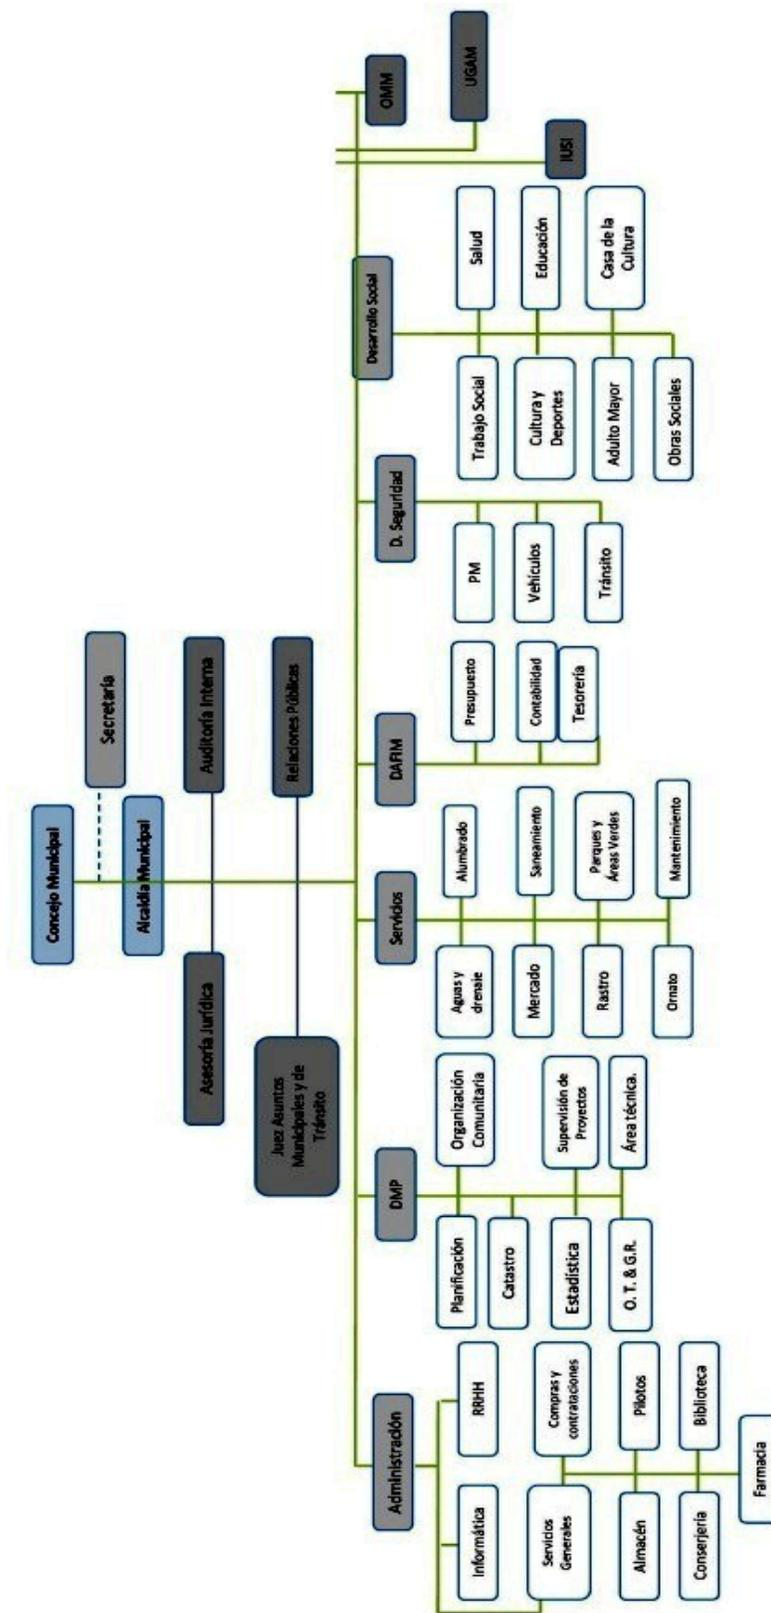 Concejo Municipal
Secretaría
Alcaldía Municipal
Asesoría Jurídica
Auditoría Interna
Juez Asuntos
Municipales y de
Tránsito
Relaciones Públicas
Administración
DMP
Servicios
DAFIM
D. Seguridad
Desarrollo Social
OMM
UGAM
IUSI
Informática
RRHH
Servicios
Generales
Compras y
contrataciones
Almacén
Pilotos
Conserjería
Biblioteca
Farmacia
Planificación
Organización
Comunitaria
Catastro
Estadística
Supervisión de
Proyectos
O. T. & G.R.
Área técnica.
Aguas y
drenaie
Alumbrado
Mercado
Saneamiento
Rastro
Parques y
Áreas Verdes
Ornato
Mantenimiento
Presupuesto
Contabilidad
Tesorería
PM
Vehículos
Tránsito
Trabajo Social
Salud
Cultura y
Deportes
Educación
Adulto Mayor
Casa de la
Cultura
Obras Sociales